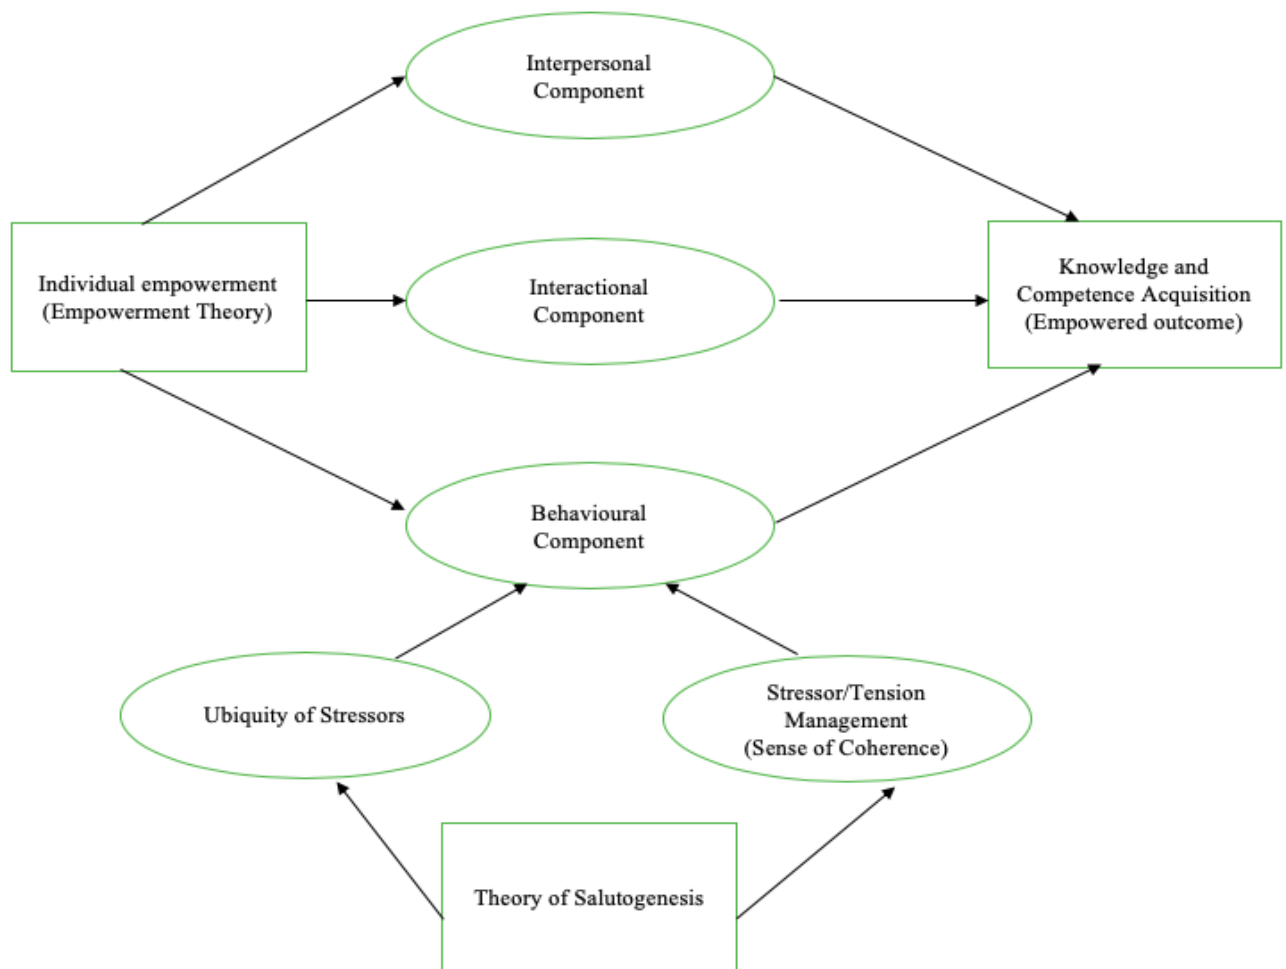 Interpersonal
Component
Individual empowerment
(Empowerment Theory)
Interactional
Component
Knowledge and
Competence Acquisition
(Empowered outcome)
Behavioural
Component
Ubiquity of Stressors
Stressor/Tension
Management
(Sense of Coherence)
Theory of Salutogenesis